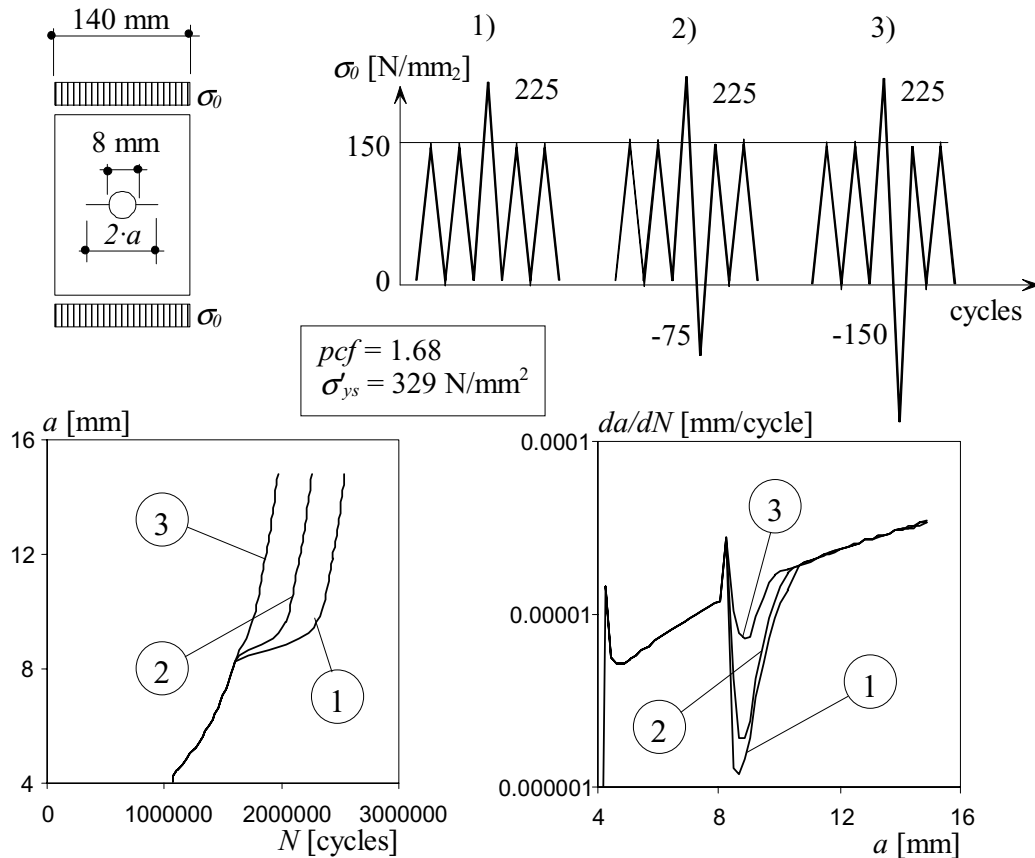 140 mm
σ0
8 mm
2·a
σ0
1) 2) 3)
σ0 [N/mm2]
225 225 225
150
0
cycles
-75
-150
pcf = 1.68
σ'ys = 329 N/mm²
a [mm]
16
12
8
4
3
2
1
0 1000000 2000000 3000000
N [cycles]
da/dN [mm/cycle]
0.0001
0.00001
0.000001
3
2
1
4 8 12 16
a [mm]